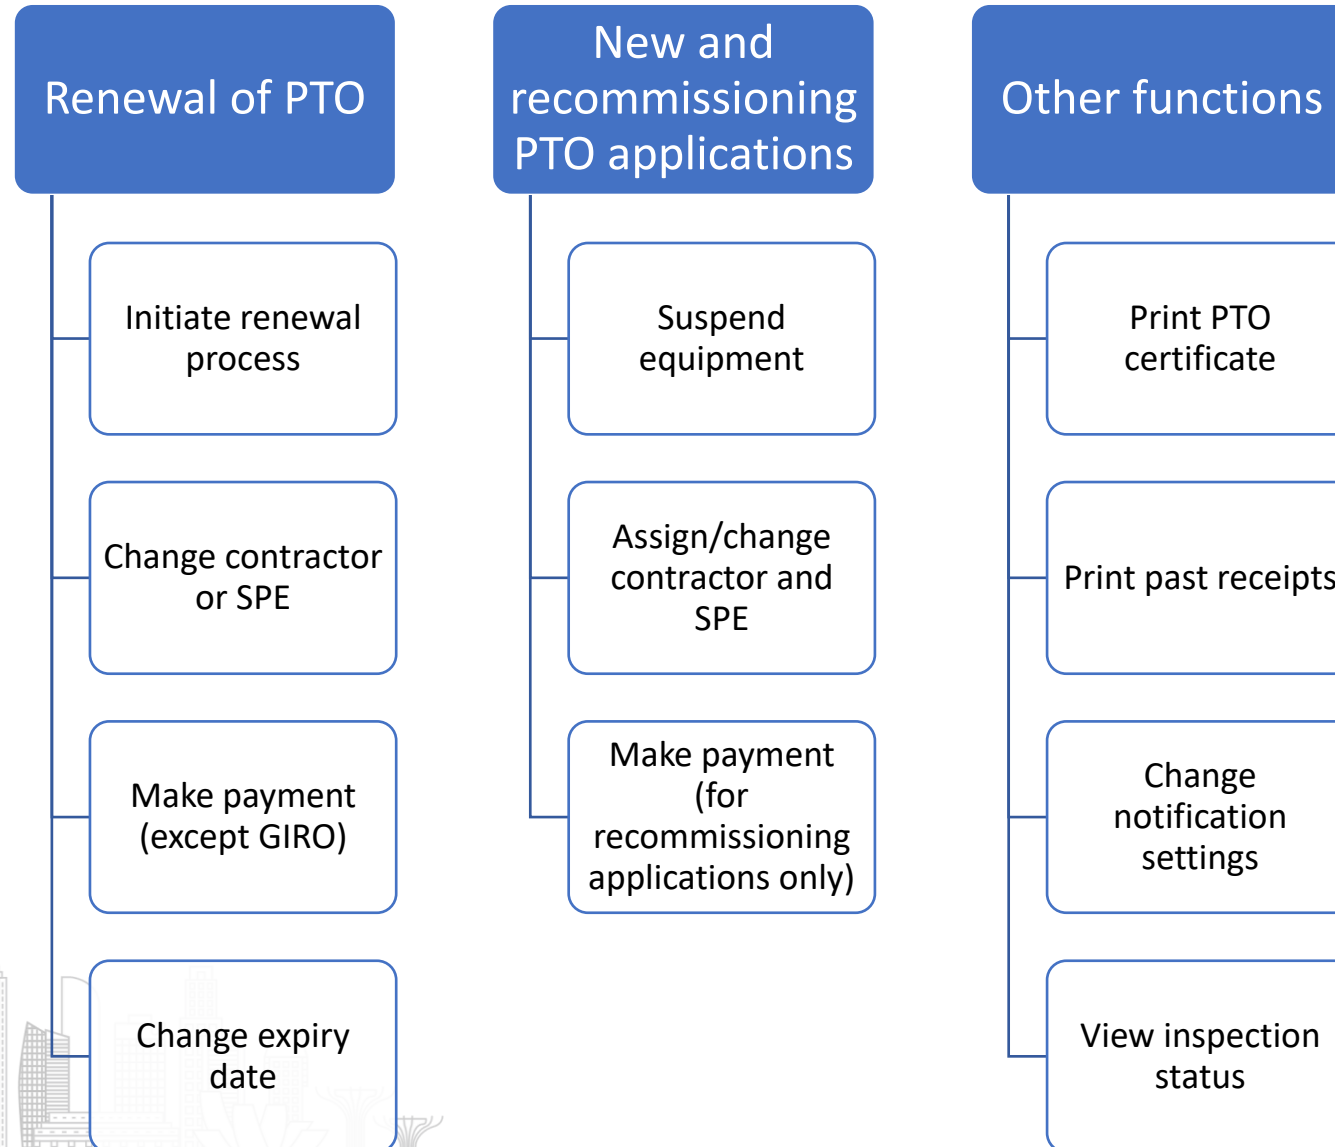 Renewal of PTO
Initiate renewal
process
Change contractor
or SPE
Make payment
(except GIRO)
Change expiry
date
New and
recommissioning
PTO applications
Suspend
equipment
Assign/change
contractor and
SPE
Make payment
(for
recommissioning
applications only)
Other functions
Print PTO
certificate
Print past receipts
Change
notification
settings
View inspection
status